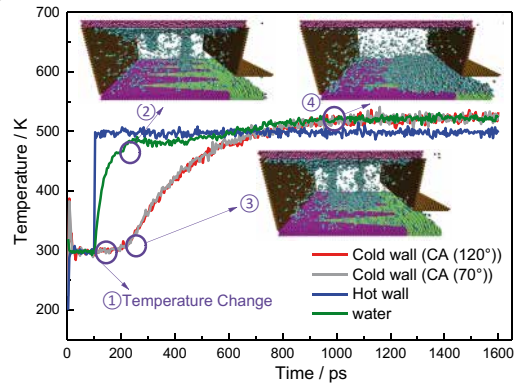 700
600
500
400
300
200
Temperature / K
②
④
③
①Temperature Change
Cold wall (CA (120°))
Cold wall (CA (70°))
Hot wall
water
0 200 400 600 800 1000 1200 1400 1600
Time / ps